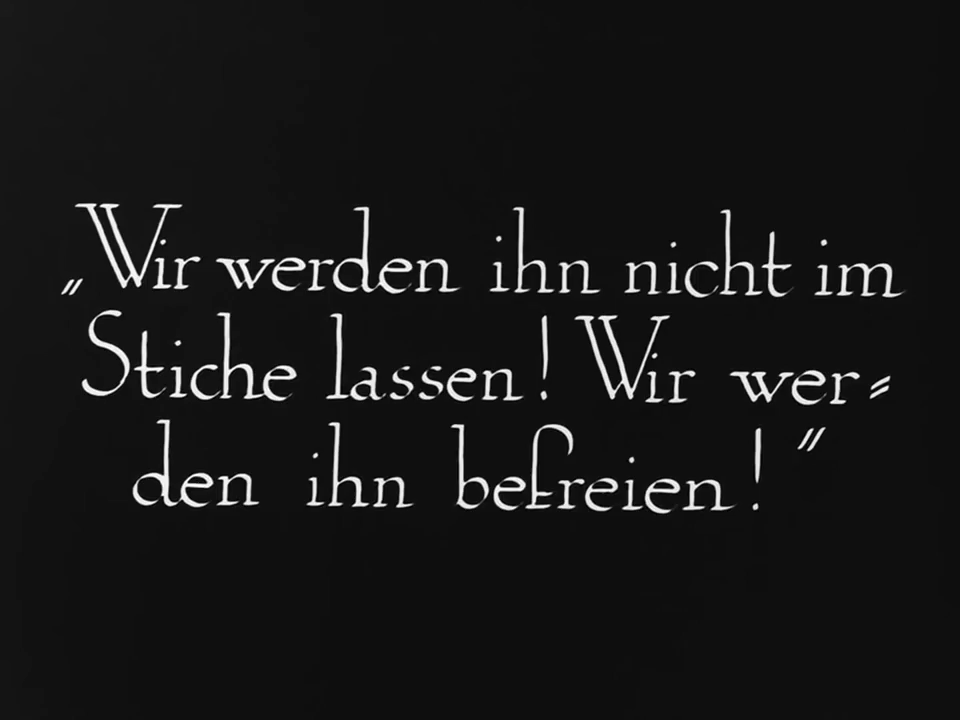 „Wir werden ihn nicht im
Stiche lassen! Wir wer⸗
den ihn befreien!”